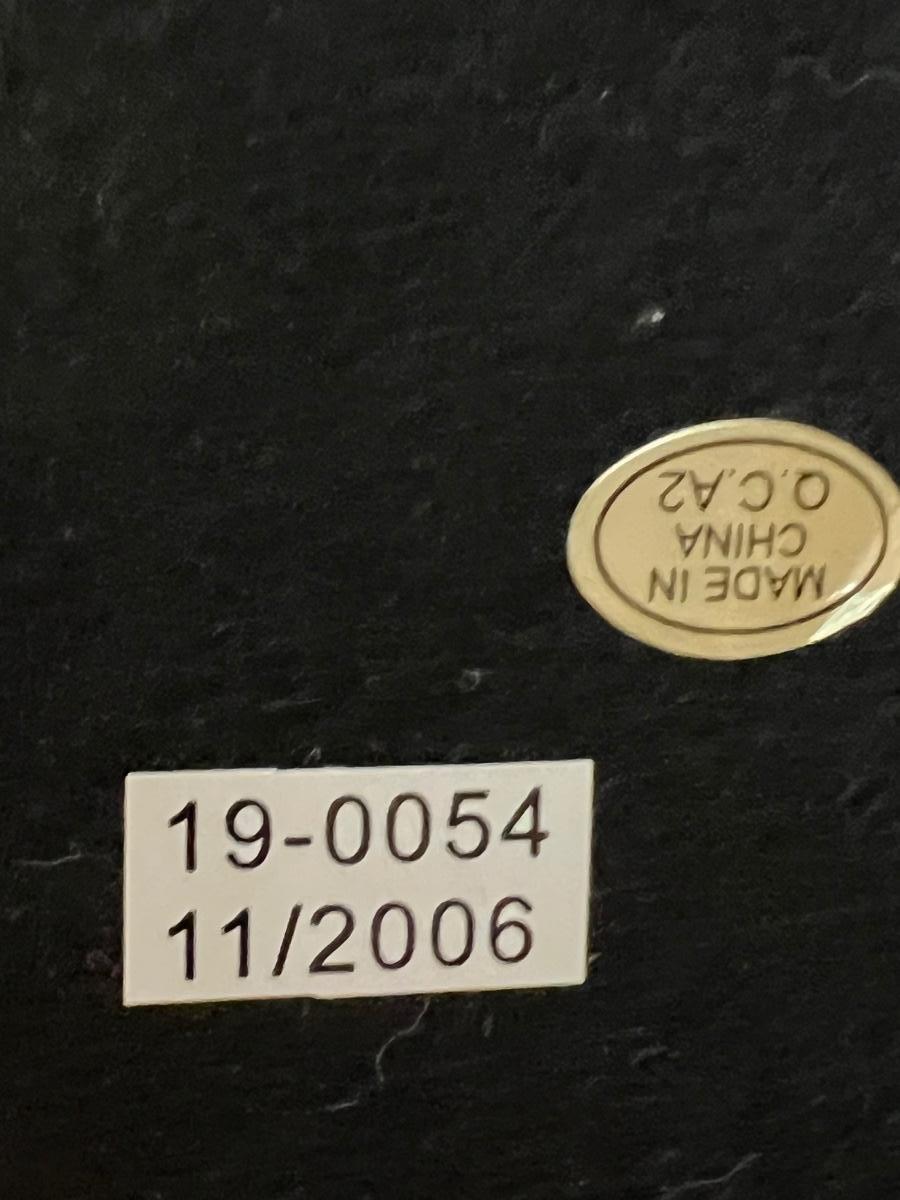 MADE IN
CHINA
Q.C.A2
19-0054
11/2006